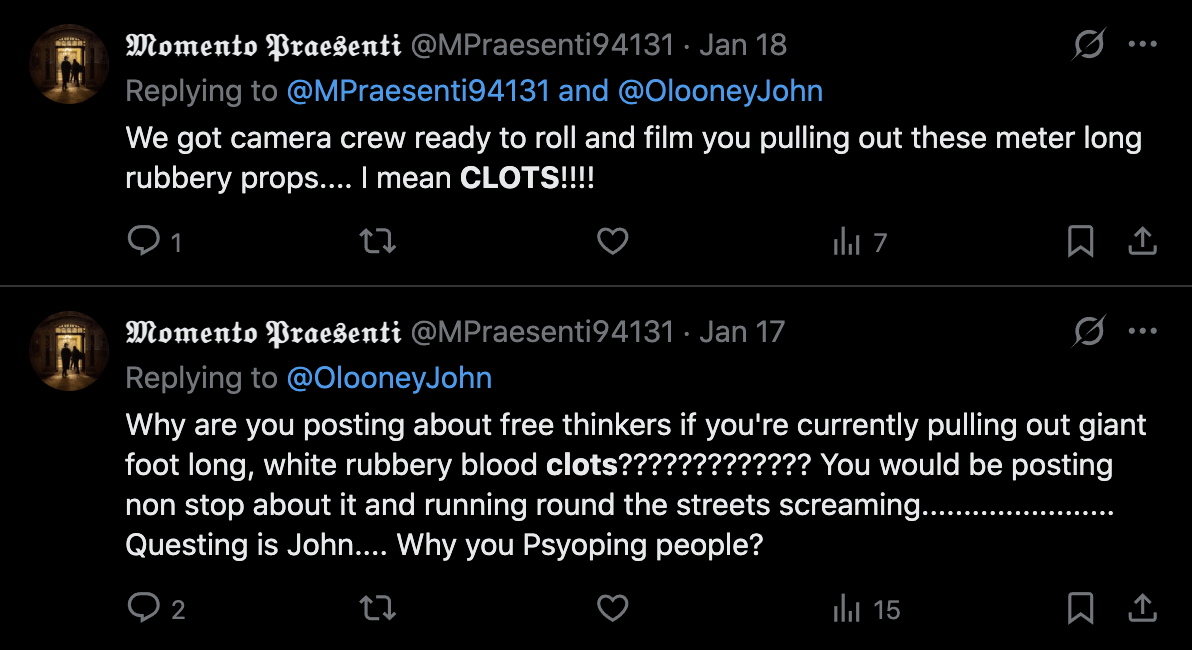 𝕸𝖔𝖒𝖊𝖓𝖙𝖔 𝕻𝖗𝖆𝖊𝖘𝖊𝖓𝖙𝖎 @MPraesenti94131 · Jan 18
Replying to @MPraesenti94131 and @OlooneyJohn
We got camera crew ready to roll and film you pulling out these meter long
rubbery props.... I mean CLOTS!!!!
1 7
𝕸𝖔𝖒𝖊𝖓𝖙𝖔 𝕻𝖗𝖆𝖊𝖘𝖊𝖓𝖙𝖎 @MPraesenti94131 · Jan 17
Replying to @OlooneyJohn
Why are you posting about free thinkers if you're currently pulling out giant
foot long, white rubbery blood clots????????????? You would be posting
non stop about it and running round the streets screaming.......................
Questing is John.... Why you Psyoping people?
2 15